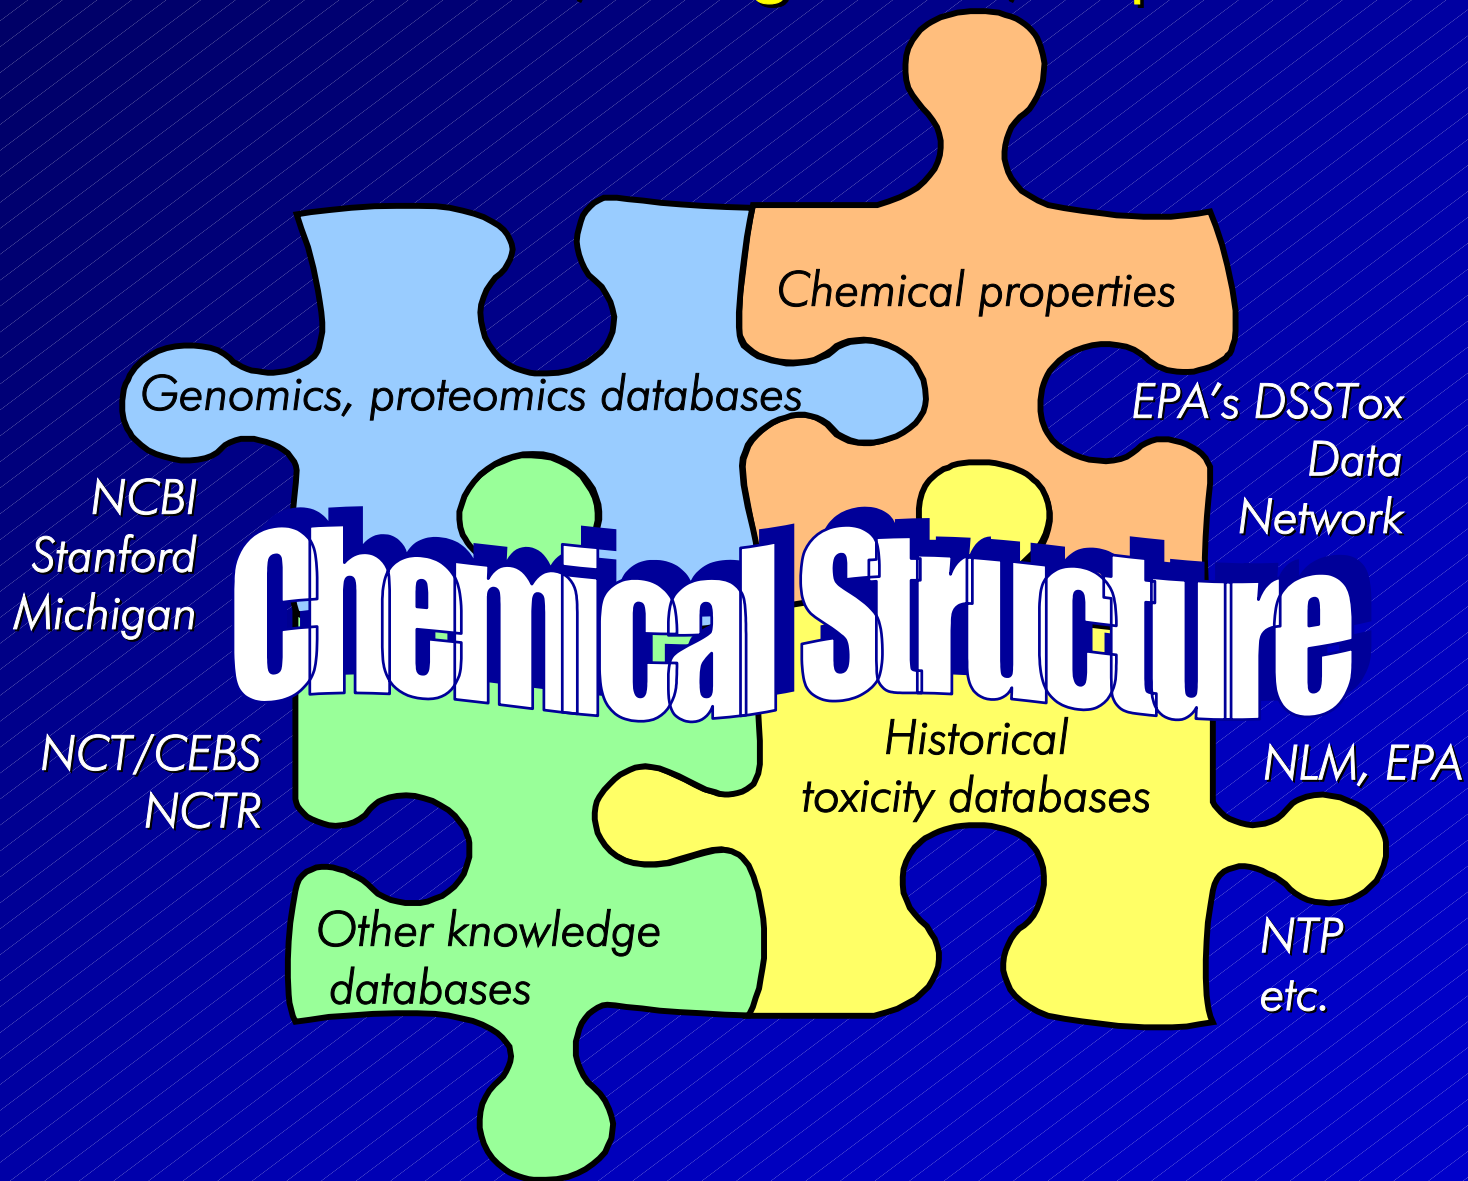 Chemical properties
Genomics, proteomics databases
EPA's DSSTox
Data
Network
NCBI
Stanford
Michigan
Chemical Structure
Historical
toxicity databases
NCT/CEBS
NCTR
NLM, EPA
Other knowledge
databases
NTP
etc.